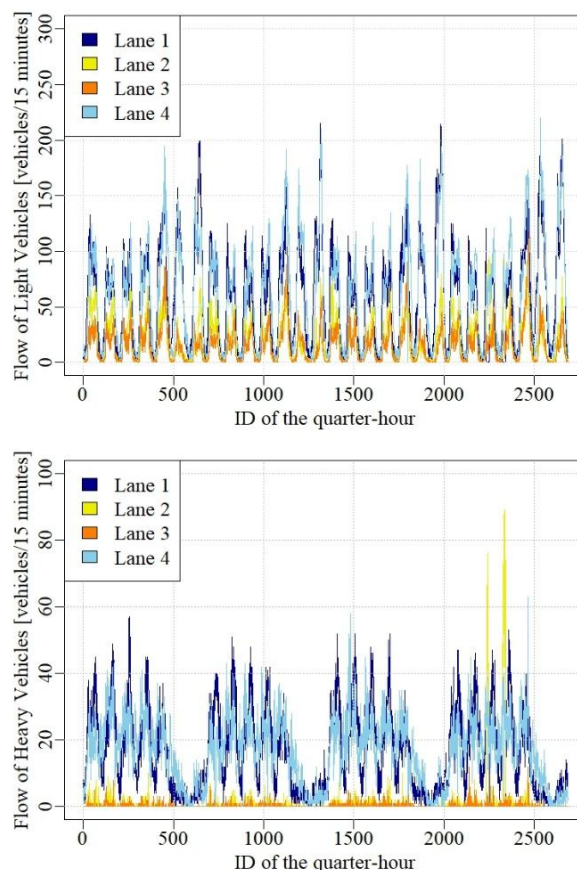 Flow of Light Vehicles [vehicles/15 minutes]
300
250
200
150
100
50
0
Lane 1
Lane 2
Lane 3
Lane 4
0 500 1000 1500 2000 2500
ID of the quarter-hour
Flow of Heavy Vehicles [vehicles/15 minutes]
100
80
60
40
20
0
Lane 1
Lane 2
Lane 3
Lane 4
0 500 1000 1500 2000 2500
ID of the quarter-hour